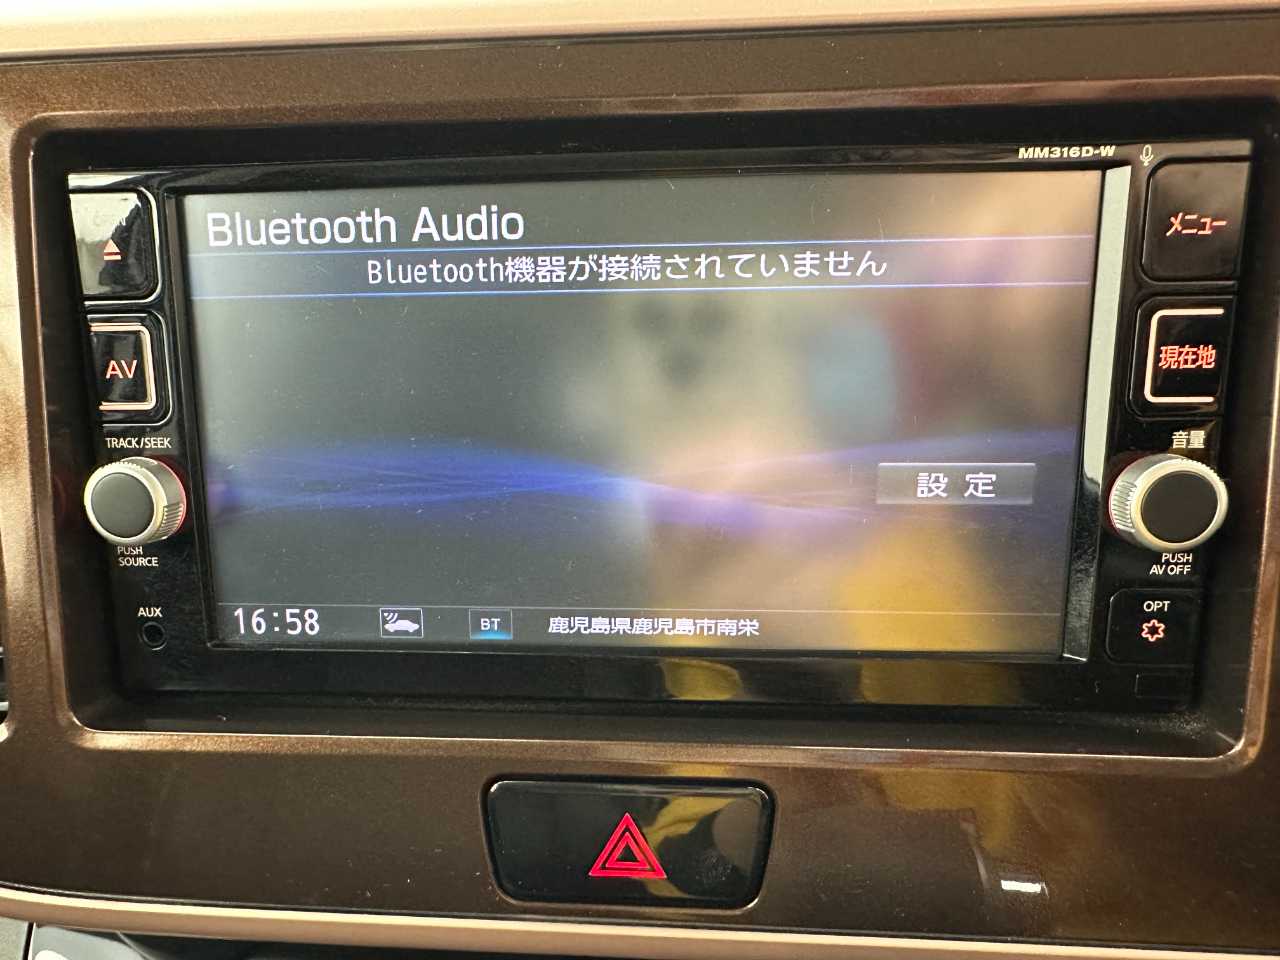 MM316D-W
Bluetooth Audio
Bluetooth機器が接続されていません
メニュー
AV
現在地
TRACK/SEEK
音量
設定
PUSH
SOURCE
PUSH
AV OFF
AUX
OPT
16:58
BT
鹿児島県鹿児島市南栄